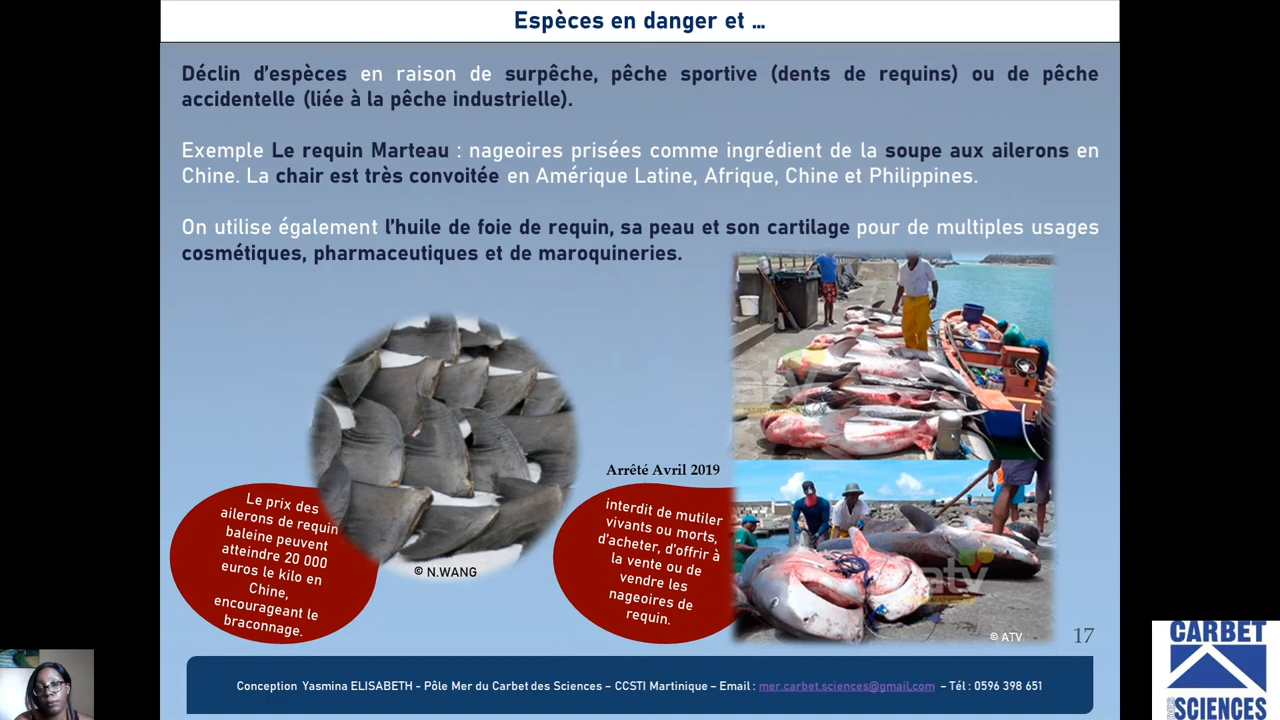 Espèces en danger et ...
Déclin d'espèces en raison de surpêche, pêche sportive (dents de requins) ou de pêche
accidentelle (liée à la pêche industrielle).
Exemple Le requin Marteau : nageoires prisées comme ingrédient de la soupe aux ailerons en
Chine. La chair est très convoitée en Amérique Latine, Afrique, Chine et Philippines.
On utilise également l'huile de foie de requin, sa peau et son cartilage pour de multiples usages
cosmétiques, pharmaceutiques et de maroquineries.
atv
Arrêté Avril 2019
Le prix des
ailerons de requin
baleine peuvent
atteindre 20 000
euros le kilo en
Chine,
encourageant le
braconnage.
© N.WANG
interdit de mutiler
vivants ou morts,
d'acheter, d'offrir à
la vente ou de
vendre les
nageoires de
requin.
atv
© ATV
17
Conception Yasmina ELISABETH - Pôle Mer du Carbet des Sciences – CCSTI Martinique – Email : mer.carbet.sciences@gmail.com – Tél : 0596 398 651
CARBET
DES
SCIENCES